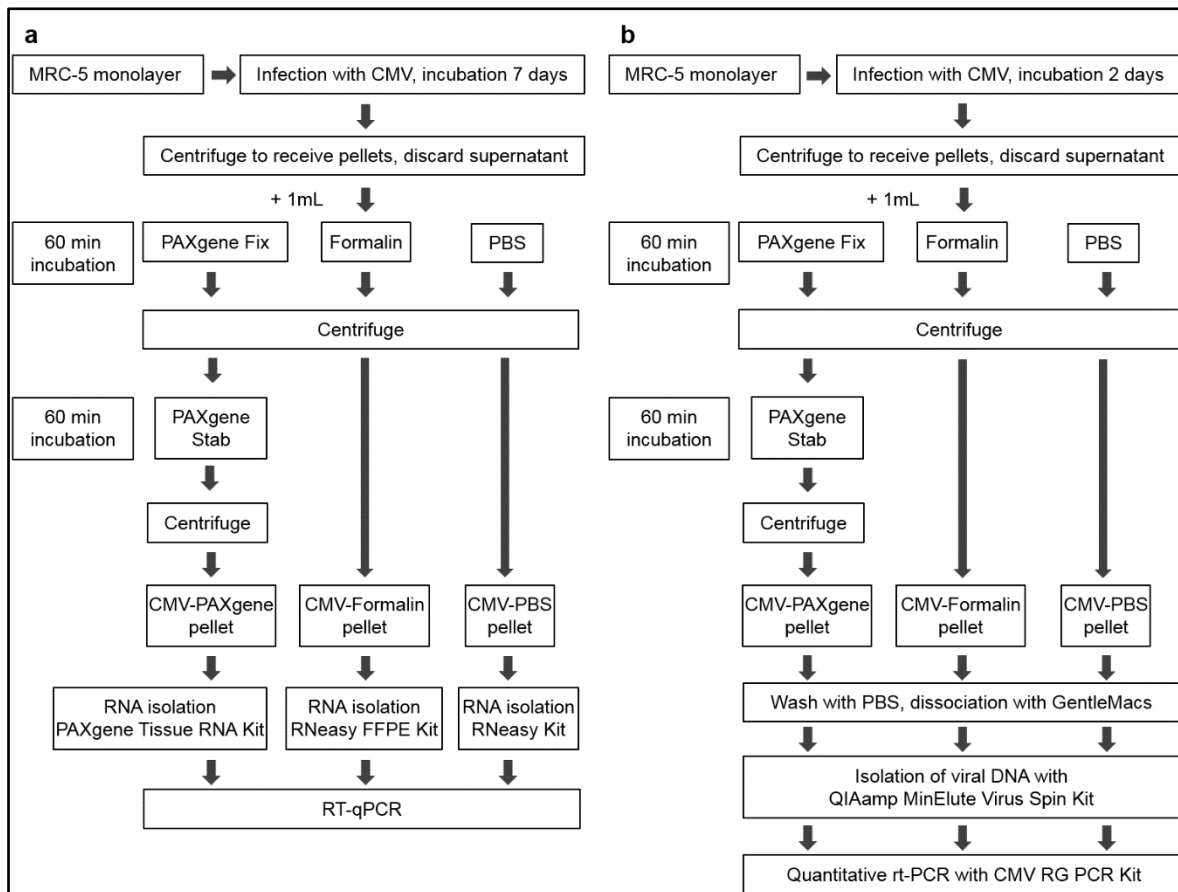 a
MRC-5 monolayer
Infection with CMV, incubation 7 days
Centrifuge to receive pellets, discard supernatant
+ 1mL
60 min
incubation
PAXgene Fix
Formalin
PBS
Centrifuge
60 min
incubation
PAXgene
Stab
Centrifuge
CMV-PAXgene
pellet
CMV-Formalin
pellet
CMV-PBS
pellet
RNA isolation
PAXgene Tissue RNA Kit
RNA isolation
RNeasy FFPE Kit
RNA isolation
RNeasy Kit
RT-qPCR
b
MRC-5 monolayer
Infection with CMV, incubation 2 days
Centrifuge to receive pellets, discard supernatant
+ 1mL
60 min
incubation
PAXgene Fix
Formalin
PBS
Centrifuge
60 min
incubation
PAXgene
Stab
Centrifuge
CMV-PAXgene
pellet
CMV-Formalin
pellet
CMV-PBS
pellet
Wash with PBS, dissociation with GentleMacs
Isolation of viral DNA with
QIAamp MinElute Virus Spin Kit
Quantitative rt-PCR with CMV RG PCR Kit